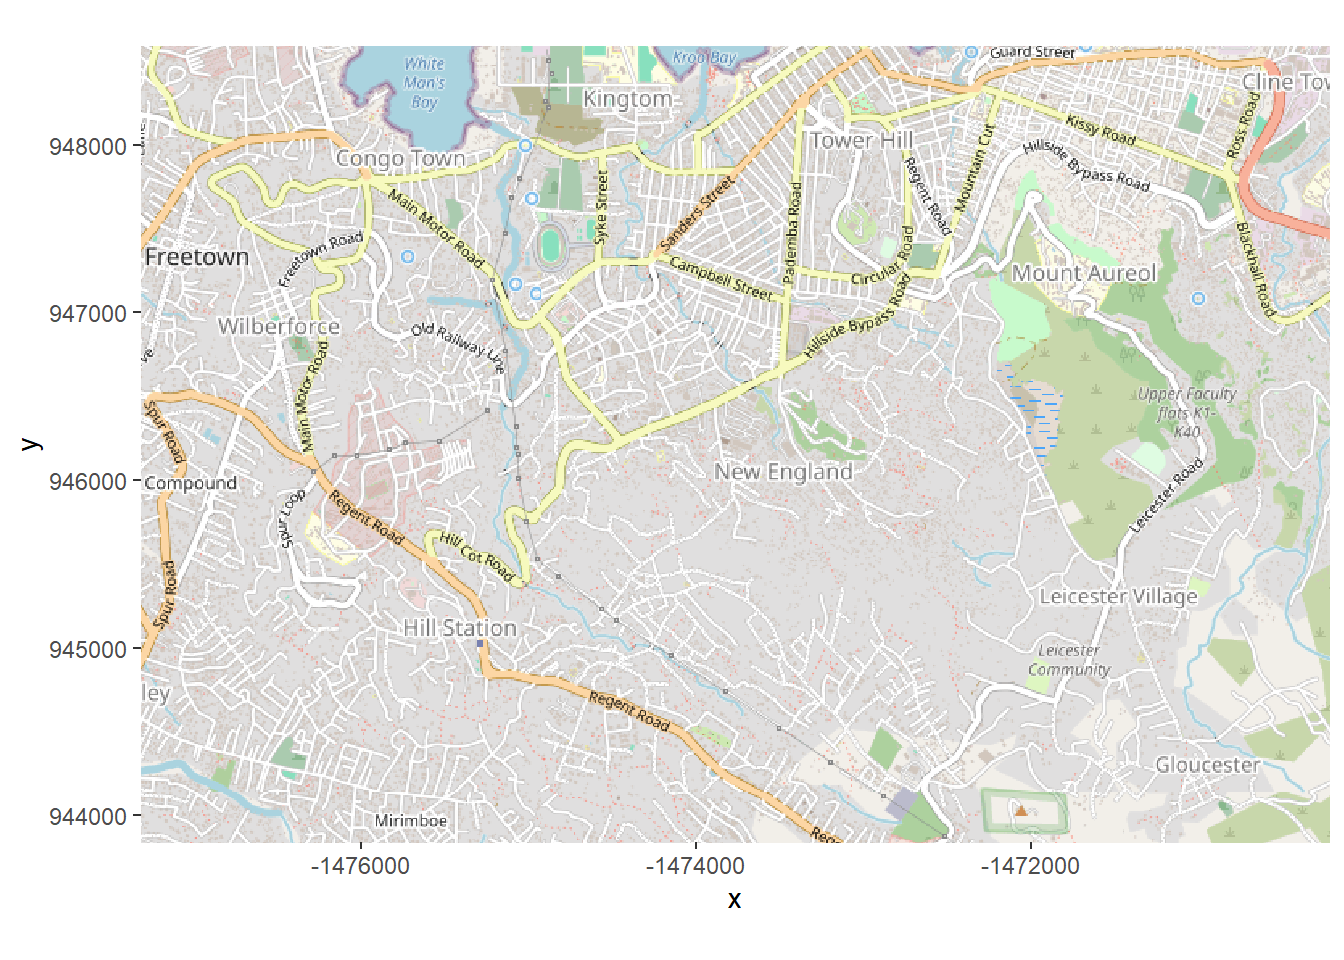 Guard Street
White
Man's
Bay
Kroo Bay
Kingtom
Cline Tow
Kissy Road
Ross Road
948000
Congo Town
Tower Hill
Mountain Cut
Hillside Bypass Road
Regent Road
Main Motor Road
Syke Street
Sanders Street
Pademba Road
Freetown
Freetown Road
Campbell Street
Circular Road
Mount Aureol
Blackhall Road
947000
Wilberforce
Old Railway Line
Hillside Bypass Road
ve
Main Motor Road
Upper Faculty
flats K1-
K40
Spur Road
y
946000
Compound
New England
Leicester Road
Spur Loop
Regent Road
Hill Cot Road
Spur Road
Leicester Village
Hill Station
945000
Leicester
Community
ley
Regent Road
Gloucester
944000
Mirimboe
Reg
-1476000
-1474000
-1472000
x